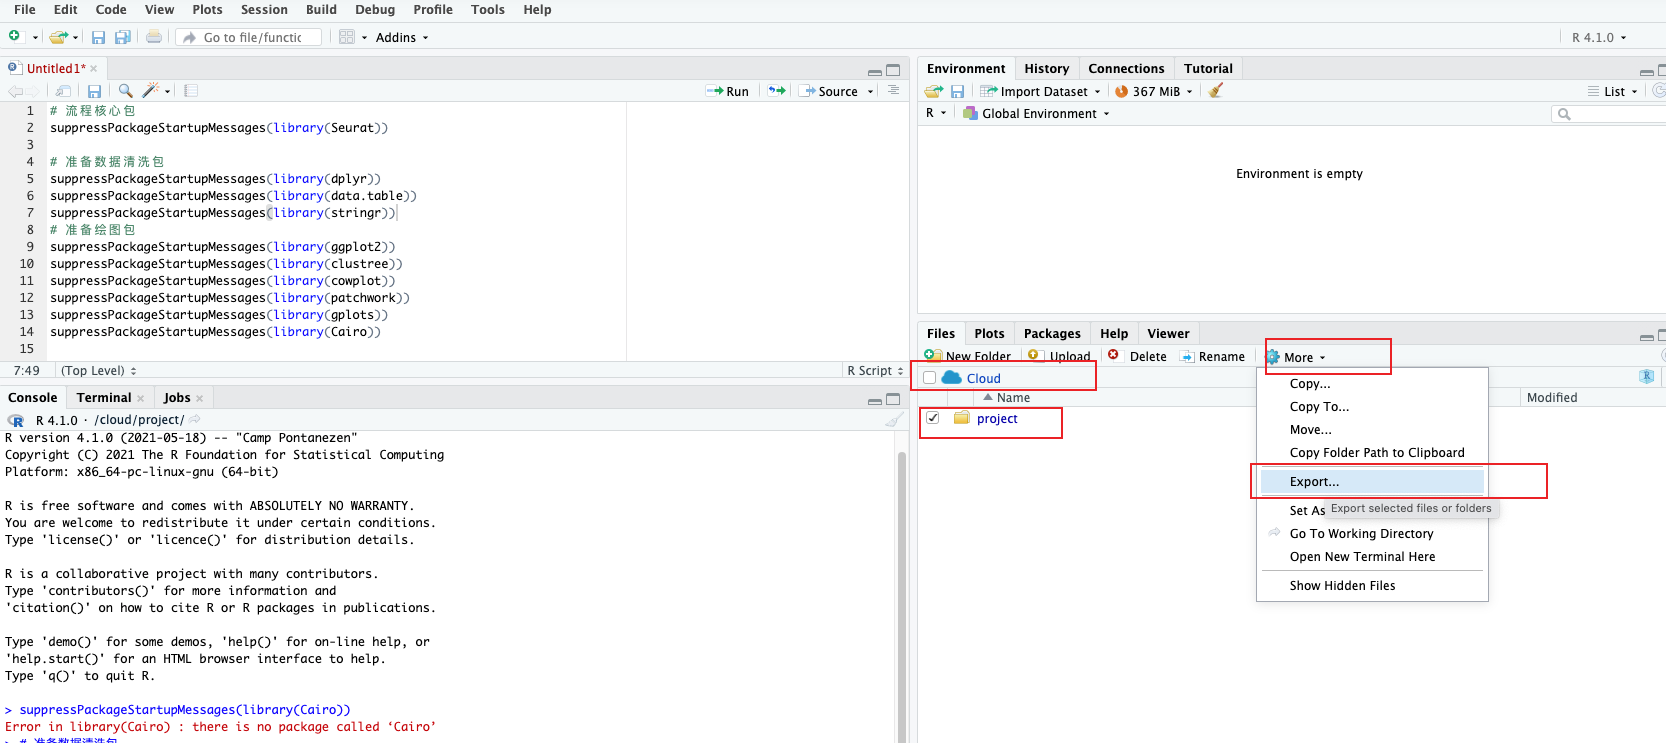 File Edit Code View Plots Session Build Debug Profile Tools Help
Go to file/functic Addins R 4.1.0
Untitled1*
Run Source
1 # 流程核心包
2 suppressPackageStartupMessages(library(Seurat))
3
4 # 准备数据清洗包
5 suppressPackageStartupMessages(library(dplyr))
6 suppressPackageStartupMessages(library(data.table))
7 suppressPackageStartupMessages(library(stringr))
8 # 准备绘图包
9 suppressPackageStartupMessages(library(ggplot2))
10 suppressPackageStartupMessages(library(clustree))
11 suppressPackageStartupMessages(library(cowplot))
12 suppressPackageStartupMessages(library(patchwork))
13 suppressPackageStartupMessages(library(gplots))
14 suppressPackageStartupMessages(library(Cairo))
15
7:49 (Top Level) R Script
Console Terminal Jobs
R 4.1.0 · /cloud/project/
R version 4.1.0 (2021-05-18) -- "Camp Pontanezen"
Copyright (C) 2021 The R Foundation for Statistical Computing
Platform: x86_64-pc-linux-gnu (64-bit)
R is free software and comes with ABSOLUTELY NO WARRANTY.
You are welcome to redistribute it under certain conditions.
Type 'license()' or 'licence()' for distribution details.
R is a collaborative project with many contributors.
Type 'contributors()' for more information and
'citation()' on how to cite R or R packages in publications.
Type 'demo()' for some demos, 'help()' for on-line help, or
'help.start()' for an HTML browser interface to help.
Type 'q()' to quit R.
> suppressPackageStartupMessages(library(Cairo))
Error in library(Cairo) : there is no package called ‘Cairo’
> # 准备数据清洗包
Environment History Connections Tutorial
Import Dataset 367 MiB List
R Global Environment
Environment is empty
Files Plots Packages Help Viewer
New Folder Upload Delete Rename More
Cloud
Name Modified
project
Copy...
Copy To...
Move...
Copy Folder Path to Clipboard
Export...
Set As
Export selected files or folders
Go To Working Directory
Open New Terminal Here
Show Hidden Files